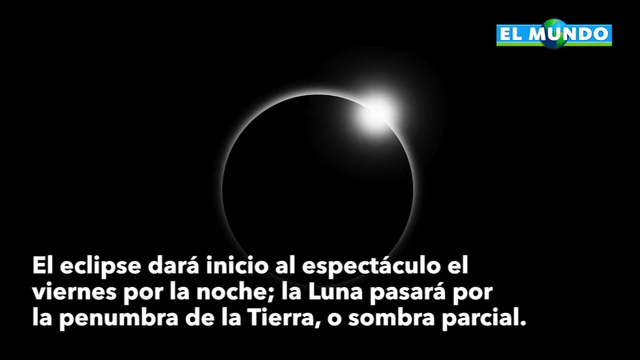 EL MUNDO
El eclipse dará inicio al espectáculo el
viernes por la noche; la Luna pasará por
la penumbra de la Tierra, o sombra parcial.